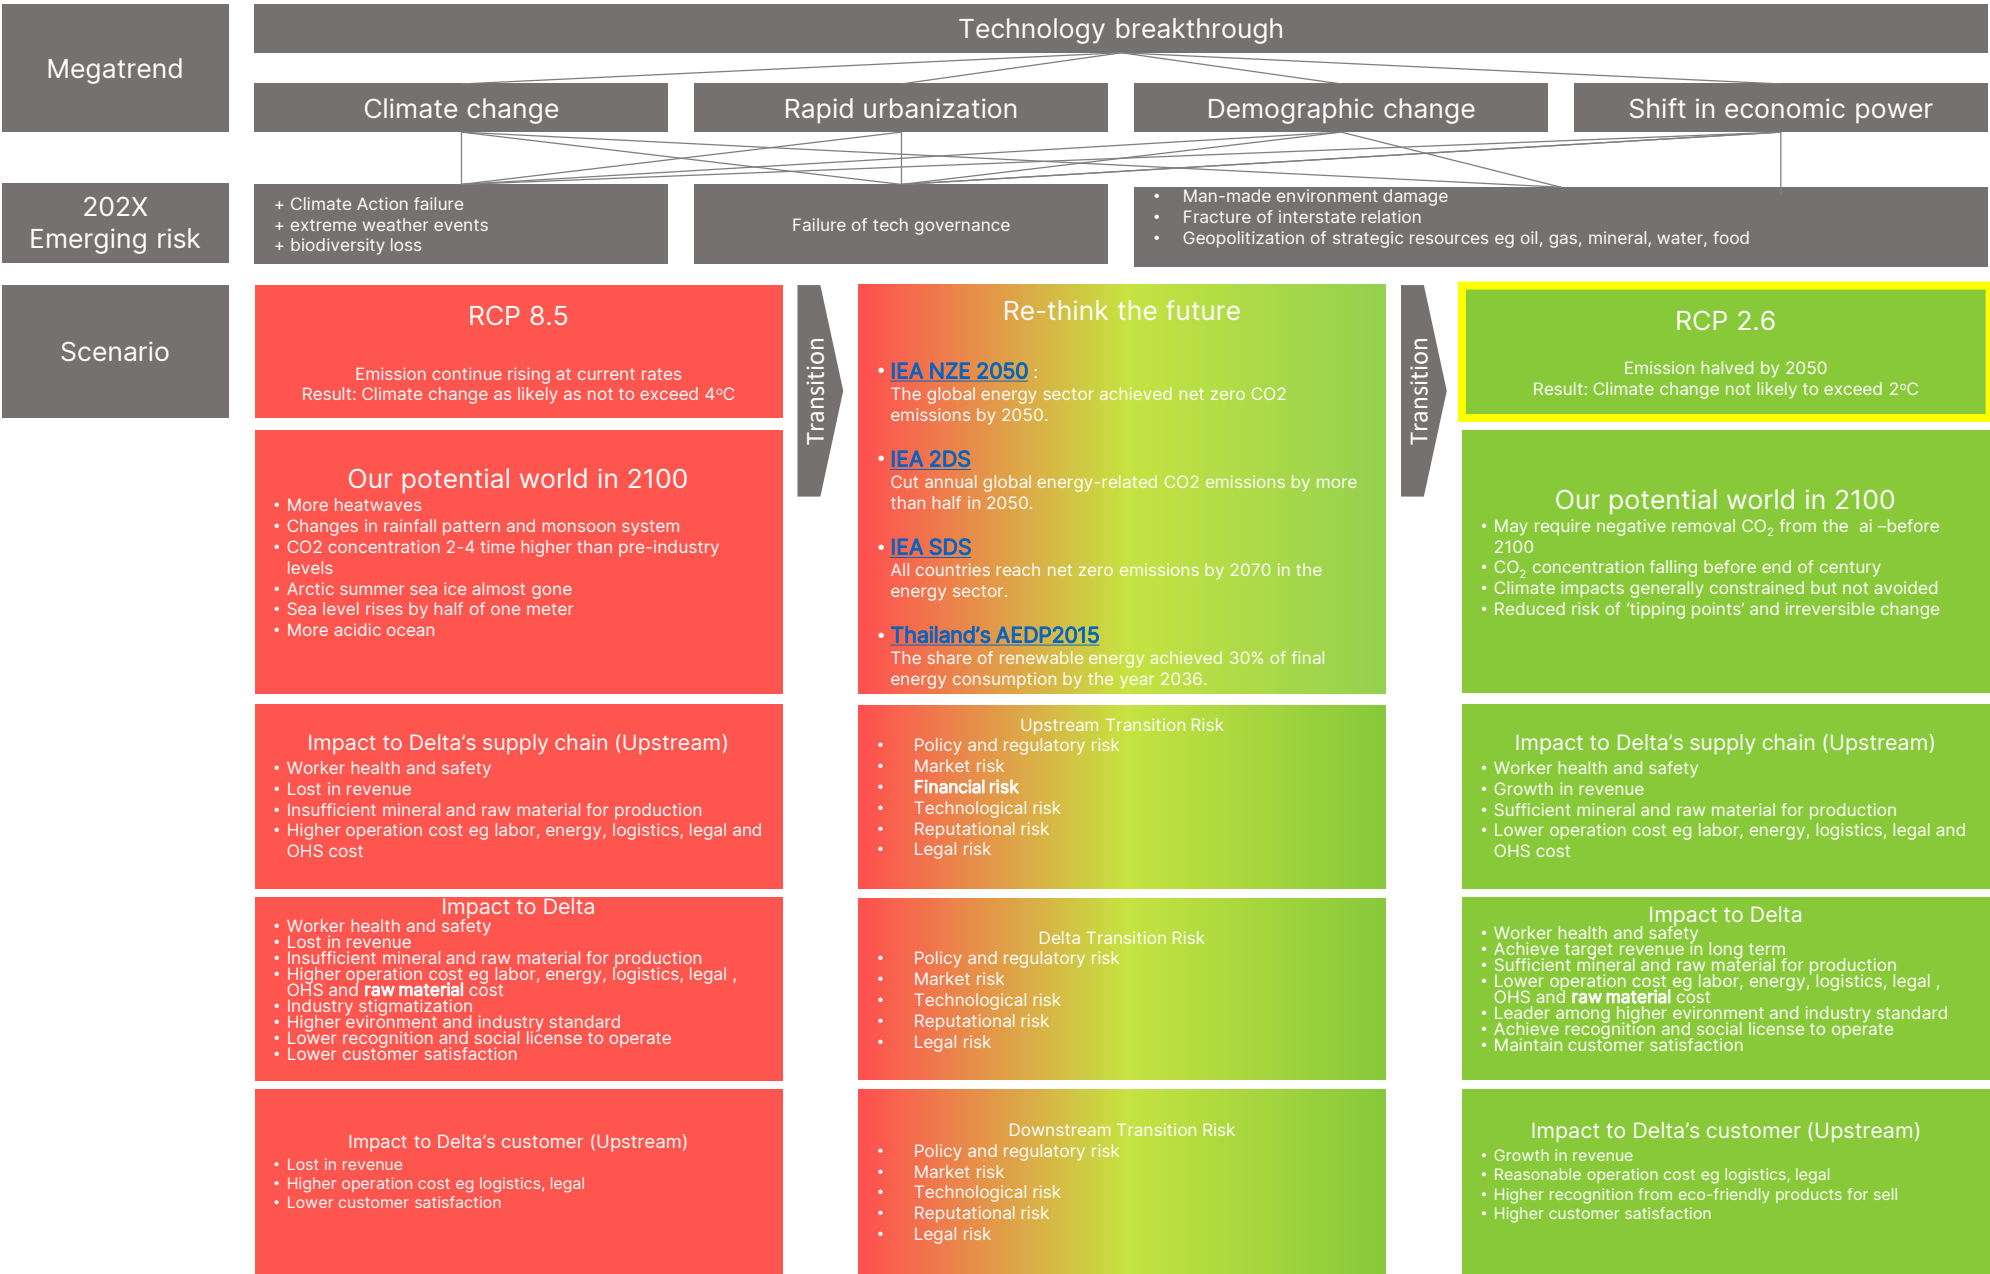 Megatrend
Technology breakthrough
Climate change
Rapid urbanization
Demographic change
Shift in economic power
202X
Emerging risk
+ Climate Action failure
+ extreme weather events
+ biodiversity loss
Failure of tech governance
• Man-made environment damage
• Fracture of interstate relation
• Geopolitization of strategic resources eg oil, gas, mineral, water, food
Scenario
RCP 8.5
Emission continue rising at current rates
Result: Climate change as likely as not to exceed 4°C
Our potential world in 2100
• More heatwaves
• Changes in rainfall pattern and monsoon system
• CO2 concentration 2-4 time higher than pre-industry
levels
• Arctic summer sea ice almost gone
• Sea level rises by half of one meter
• More acidic ocean
Transition
Re-think the future
• IEA NZE 2050 :
The global energy sector achieved net zero CO2
emissions by 2050.
• IEA 2DS
Cut annual global energy-related CO2 emissions by more
than half in 2050.
• IEA SDS
All countries reach net zero emissions by 2070 in the
energy sector.
• Thailand's AEDP2015
The share of renewable energy achieved 30% of final
energy consumption by the year 2036.
Transition
RCP 2.6
Emission halved by 2050
Result: Climate change not likely to exceed 2°C
Our potential world in 2100
• May require negative removal CO₂ from the ai –before
2100
• CO₂ concentration falling before end of century
• Climate impacts generally constrained but not avoided
• Reduced risk of ‘tipping points’ and irreversible change
Impact to Delta’s supply chain (Upstream)
• Worker health and safety
• Lost in revenue
• Insufficient mineral and raw material for production
• Higher operation cost eg labor, energy, logistics, legal and
OHS cost
Upstream Transition Risk
• Policy and regulatory risk
• Market risk
• Financial risk
• Technological risk
• Reputational risk
• Legal risk
Impact to Delta’s supply chain (Upstream)
• Worker health and safety
• Growth in revenue
• Sufficient mineral and raw material for production
• Lower operation cost eg labor, energy, logistics, legal and
OHS cost
Impact to Delta
• Worker health and safety
• Lost in revenue
• Insufficient mineral and raw material for production
• Higher operation cost eg labor, energy, logistics, legal ,
OHS and raw material cost
• Industry stigmatization
• Higher evironment and industry standard
• Lower recognition and social license to operate
• Lower customer satisfaction
Delta Transition Risk
• Policy and regulatory risk
• Market risk
• Technological risk
• Reputational risk
• Legal risk
Impact to Delta
• Worker health and safety
• Achieve target revenue in long term
• Sufficient mineral and raw material for production
• Lower operation cost eg labor, energy, logistics, legal ,
OHS and raw material cost
• Leader among higher evironment and industry standard
• Achieve recognition and social license to operate
• Maintain customer satisfaction
Impact to Delta’s customer (Upstream)
• Lost in revenue
• Higher operation cost eg logistics, legal
• Lower customer satisfaction
Downstream Transition Risk
• Policy and regulatory risk
• Market risk
• Technological risk
• Reputational risk
• Legal risk
Impact to Delta’s customer (Upstream)
• Growth in revenue
• Reasonable operation cost eg logistics, legal
• Higher recognition from eco-friendly products for sell
• Higher customer satisfaction